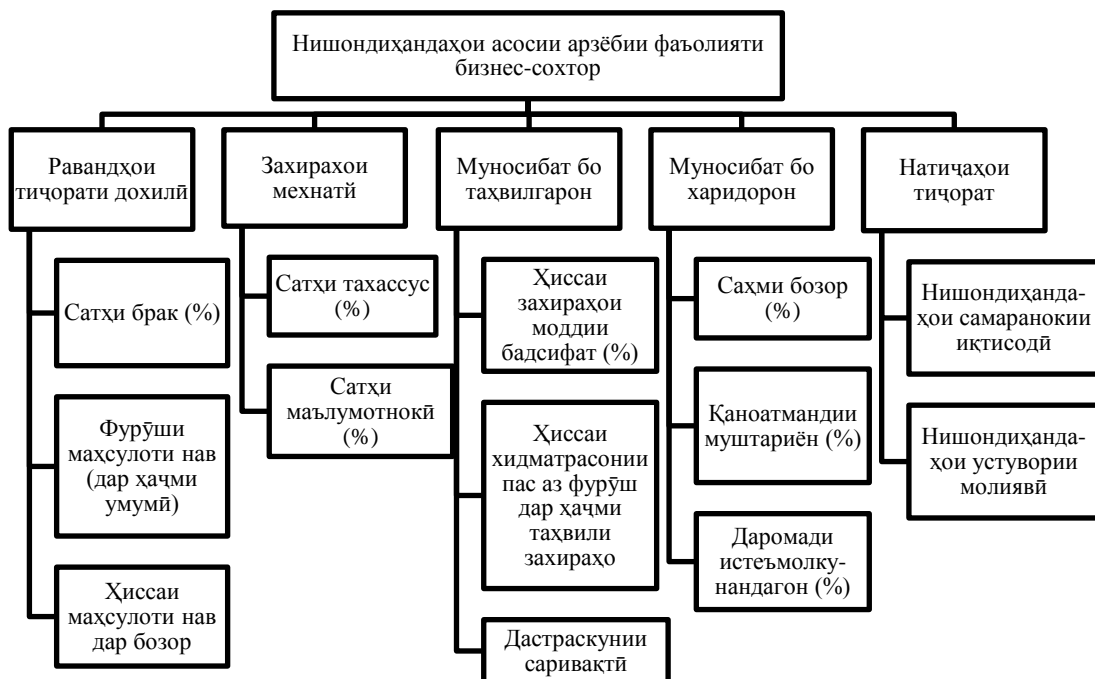 Нишондиҳандаҳои асосии арзёбии фаъолияти
бизнес-сохтор
Равандҳои
тиҷорати дохилӣ
Сатҳи брак (%)
Фурӯши
маҳсулоти нав
(дар ҳаҷми
умумӣ)
Ҳиссаи
маҳсулоти нав
дар бозор
Захирахои
мехнатй
Сатҳи тахассус
(%)
Сатҳи
маълумотнокӣ
(%)
Муносибат бо
таҳвилгарон
Ҳиссаи
захираҳои
моддии
бадсифат (%)
Ҳиссаи
хидматрасонии
пас аз фурӯш
дар ҳаҷми
таҳвили
захираҳо
Дастраскунии
саривақтӣ
Муносибат бо
харидорон
Саҳми бозор
(%)
Қаноатмандии
муштариён (%)
Даромади
истеъмолку-
нандагон (%)
Натиҷаҳои
тиҷорат
Нишондиҳанда-
ҳои самаранокии
иқтисодӣ
Нишондиҳанда-
ҳои устувории
молиявӣ